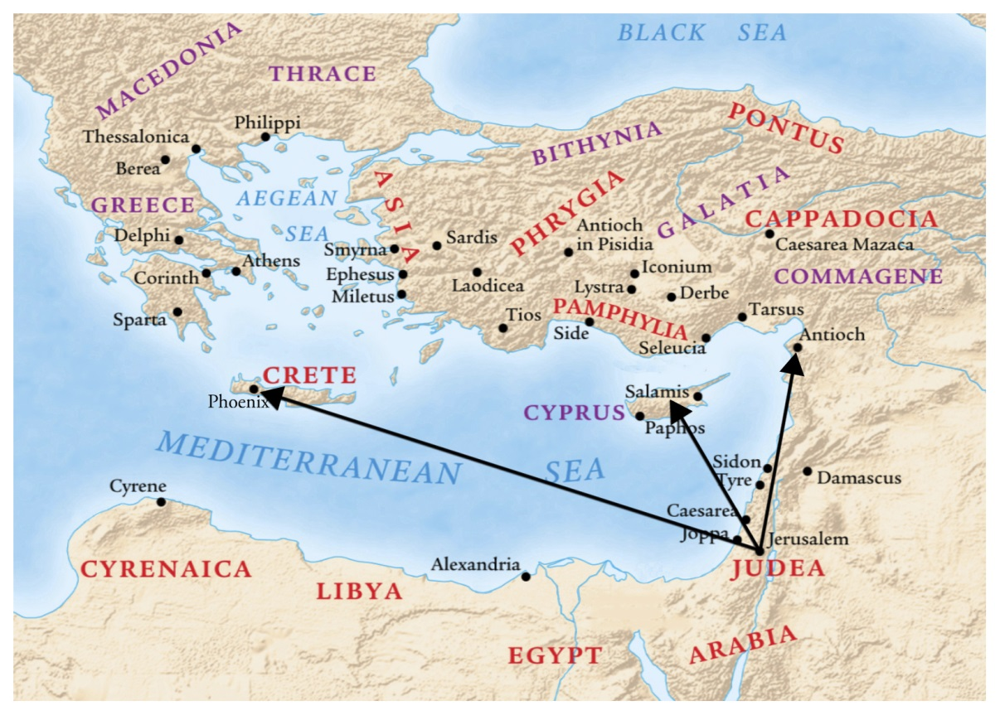 BLACK SEA
MACEDONIA
THRACE
PONTUS
Philippi
Thessalonica
BITHYNIA
Berea
ASIA
PHRYGIA
GALATIA
GREECE
AEGEAN
SEA
CAPPADOCIA
Antioch
in Pisidia
Delphi
Sardis
Smyrna
Caesarea Mazaca
Athens
Corinth
Ephesus
Iconium
COMMAGENE
Laodicea
Lystra
Derbe
Miletus
PAMPHYLIA
Tarsus
Sparta
Tios
Side
Seleucia
Antioch
CRETE
Phoenix
Salamis
CYPRUS
Paphos
MEDITERRANEAN SEA
Sidon
Tyre
Damascus
Cyrene
Caesarea
Joppa
Jerusalem
CYRENAICA
Alexandria
JUDEA
LIBYA
EGYPT
ARABIA